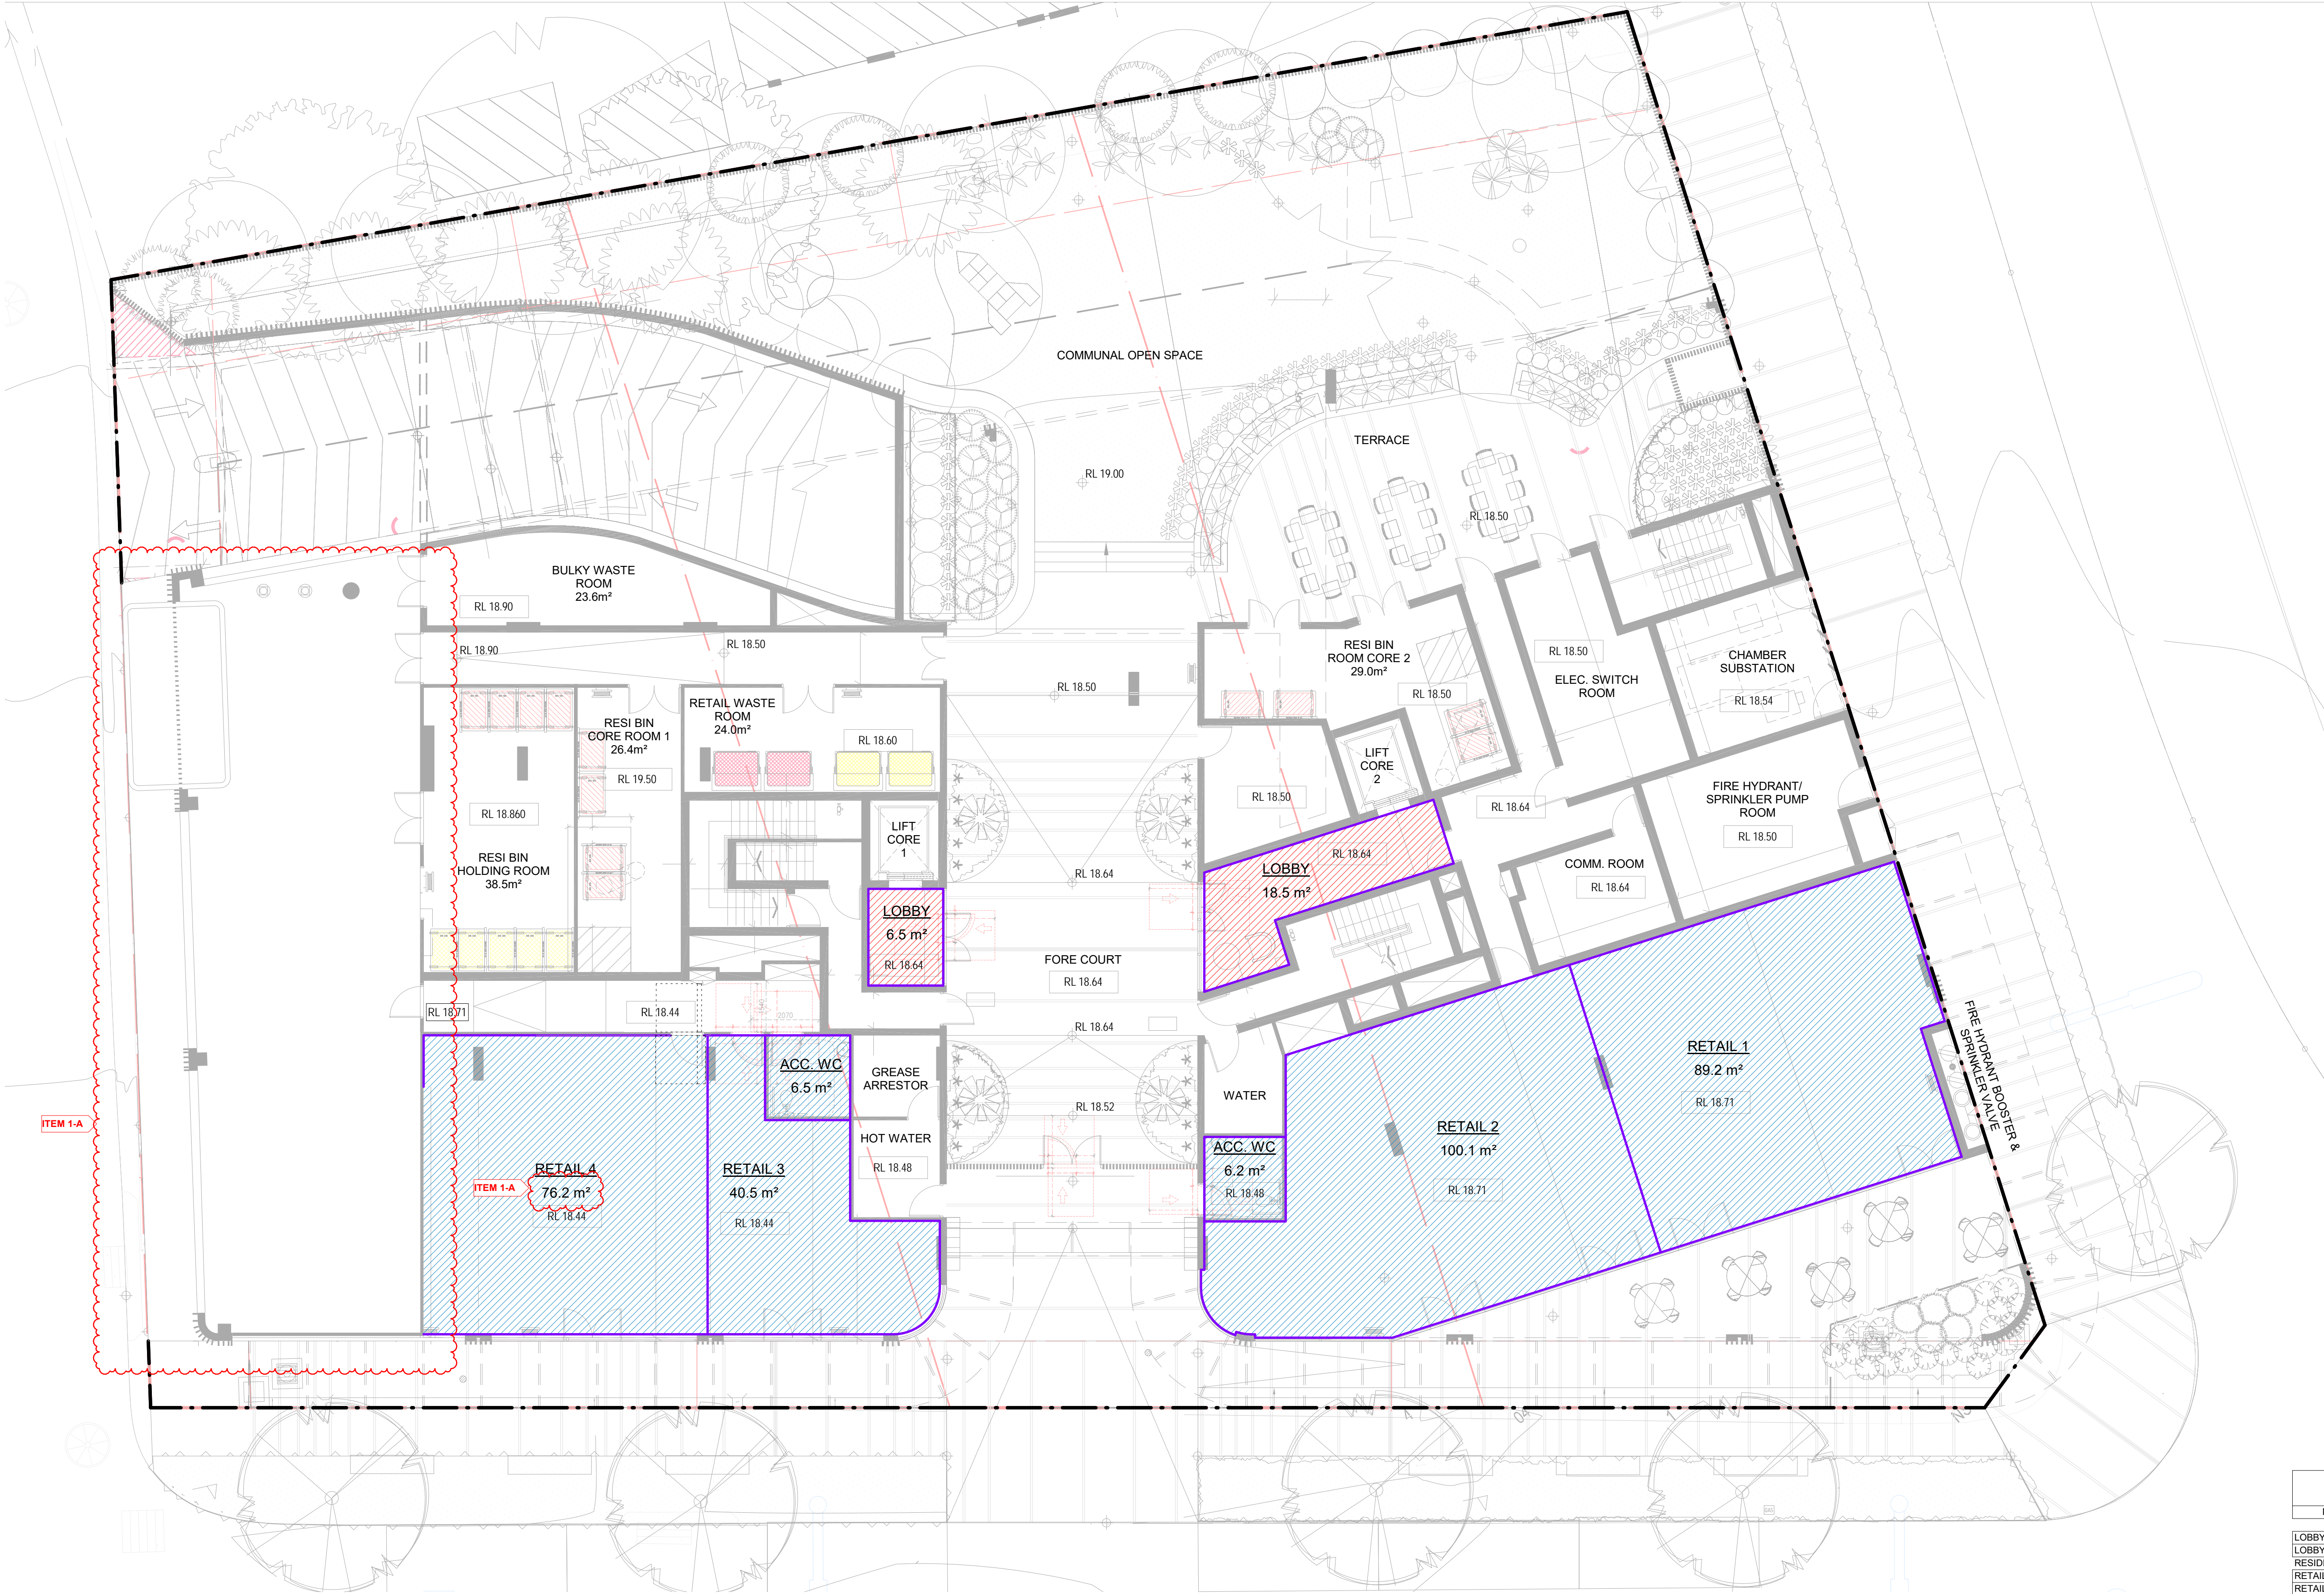 COMMUNAL OPEN SPACE
TERRACE
RL 19.00
RL 18.50
BULKY WASTE
ROOM
23.6m²
RL 18.90
RL 18.90
RL 18.50
RESI BIN
ROOM CORE 2
29.0m²
RL 18.50
RL 18.50
ELEC. SWITCH
ROOM
CHAMBER
SUBSTATION
RL 18.54
RL 18.50
RETAIL WASTE
ROOM
24.0m²
RL 18.60
RESI BIN
CORE ROOM 1
26.4m²
RL 19.50
LIFT
CORE
2
RL 18.50
RL 18.64
FIRE HYDRANT/
SPRINKLER PUMP
ROOM
RL 18.50
RL 18.860
RESI BIN
HOLDING ROOM
38.5m²
LIFT
CORE
1
LOBBY
6.5 m²
RL 18.64
RL 18.64
RL 18.64
LOBBY
18.5 m²
COMM. ROOM
RL 18.64
FORE COURT
RL 18.64
RL 18.71
RL 18.44
2070
RL 18.64
FIRE HYDRANT BOOSTER &
SPRINKLER VALVE
ACC. WC
6.5 m²
GREASE
ARRESTOR
RL 18.52
WATER
RETAIL 1
89.2 m²
RL 18.71
ITEM 1-A
HOT WATER
RL 18.48
RETAIL 4
ITEM 1-A
76.2 m²
RL 18.44
RETAIL 3
40.5 m²
RL 18.44
ACC. WC
6.2 m²
RL 18.48
RETAIL 2
100.1 m²
RL 18.71
LOBBY
LOBBY
RESID
RETAIL
RETAIL